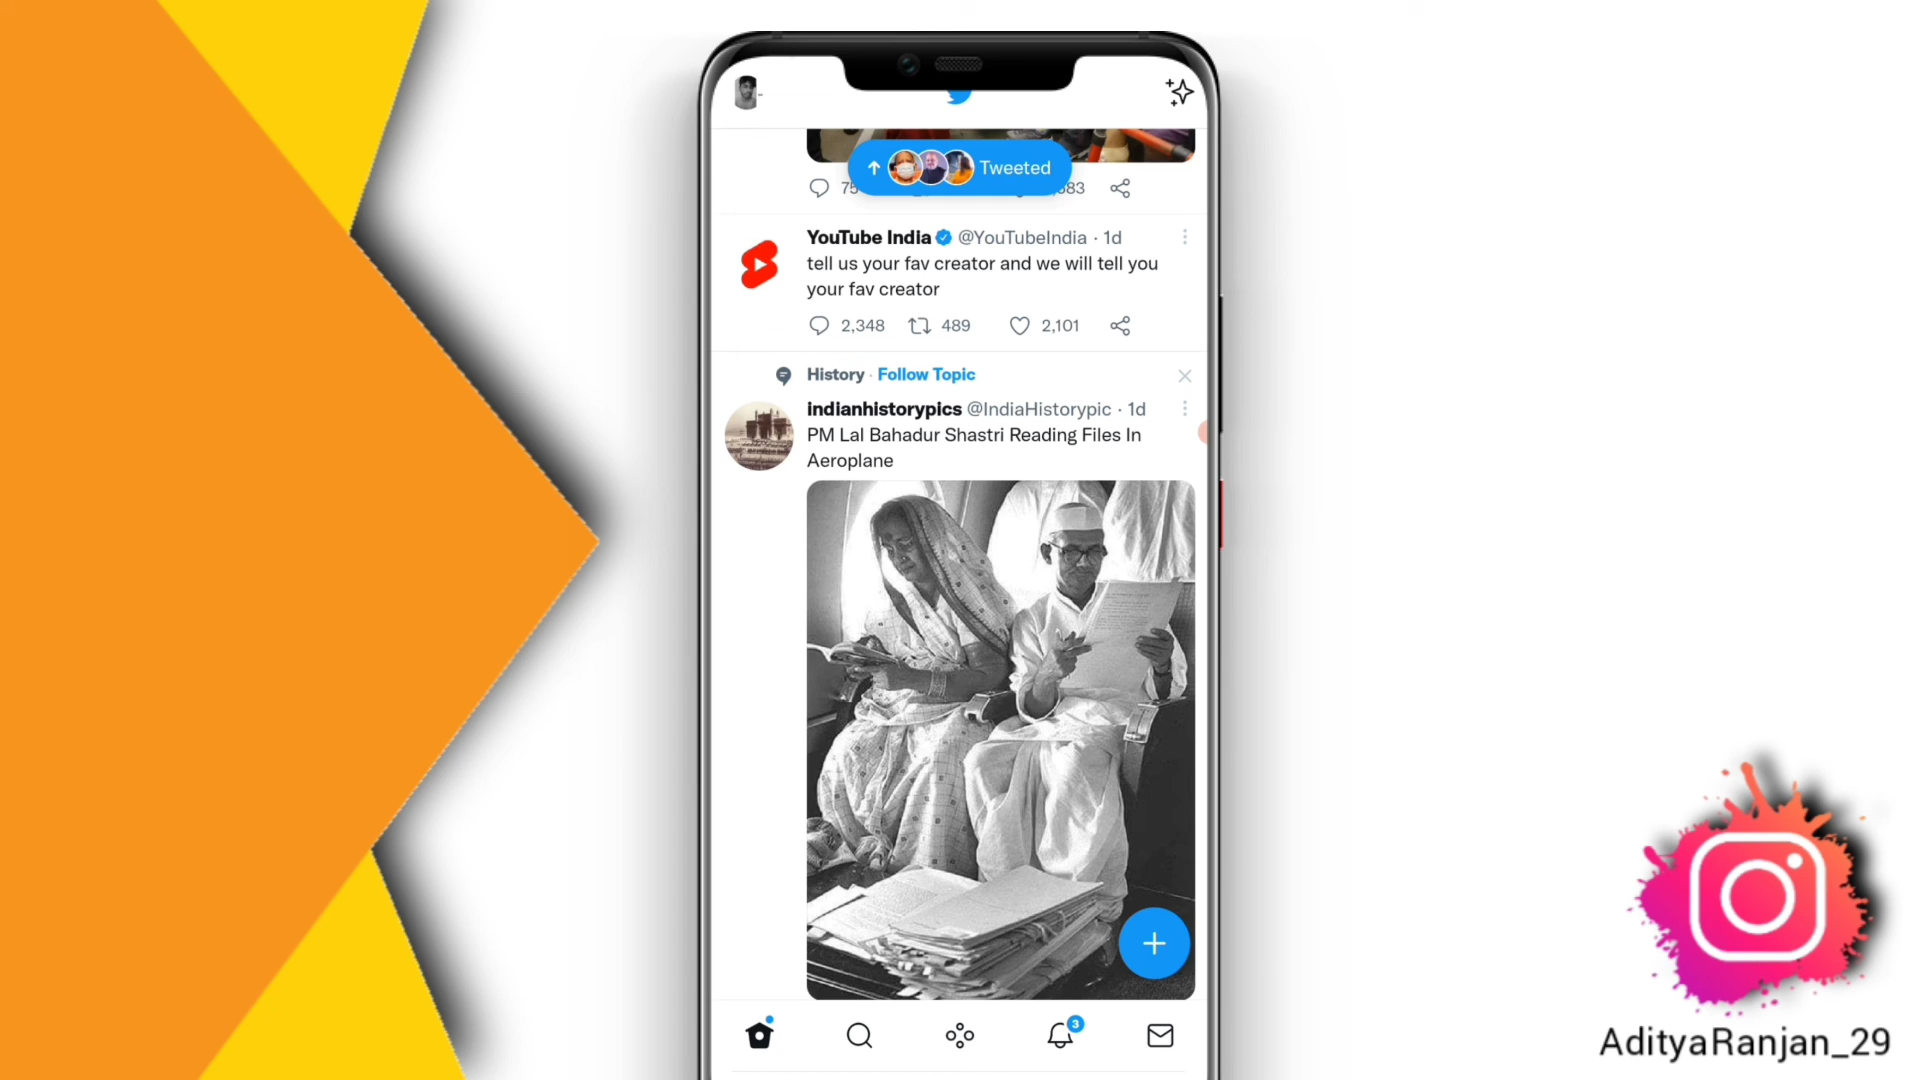 Tweeted
YouTube India @YouTubeIndia · 1d
tell us your fav creator and we will tell you
your fav creator
2,348 489 2,101
History · Follow Topic
indianhistorypics @IndiaHistorypic · 1d
PM Lal Bahadur Shastri Reading Files In
Aeroplane
3
AdityaRanjan_29